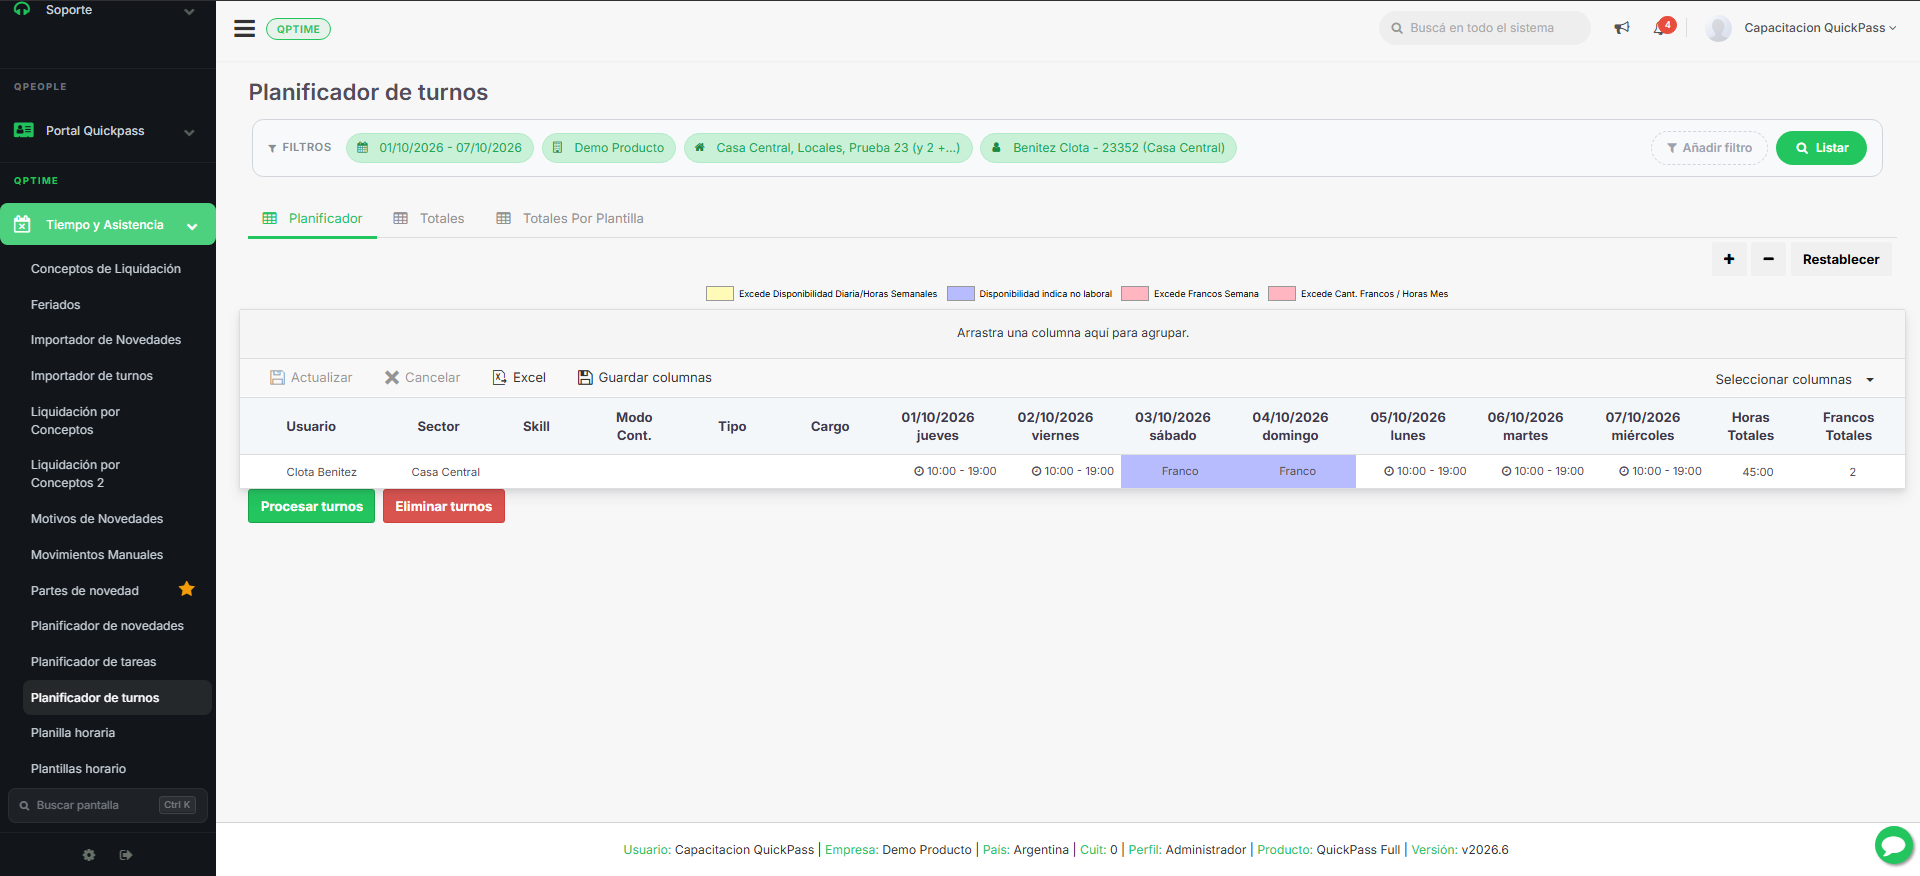 Soporte
QPEOPLE
Portal Quickpass
QPTIME
Tiempo y Asistencia
Conceptos de Liquidación
Feriados
Importador de Novedades
Importador de turnos
Liquidación por
Conceptos
Liquidación por
Conceptos 2
Motivos de Novedades
Movimientos Manuales
Partes de novedad
Planificador de novedades
Planificador de tareas
Planificador de turnos
Planilla horaria
Plantillas horario
Buscar pantalla Ctrl K
QPTIME
Buscá en todo el sistema
4
Capacitacion QuickPass
Planificador de turnos
FILTROS 01/10/2026 - 07/10/2026 Demo Producto Casa Central, Locales, Prueba 23 (y 2 +...) Benitez Clota - 23352 (Casa Central) Añadir filtro Listar
Planificador Totales Totales Por Plantilla
+ − Restablecer
Excede Disponibilidad Diaria/Horas Semanales Disponibilidad indica no laboral Excede Francos Semana Excede Cant. Francos / Horas Mes
Arrastra una columna aquí para agrupar.
Actualizar Cancelar Excel Guardar columnas Seleccionar columnas
Usuario Sector Skill Modo Cont. Tipo Cargo 01/10/2026 jueves 02/10/2026 viernes 03/10/2026 sábado 04/10/2026 domingo 05/10/2026 lunes 06/10/2026 martes 07/10/2026 miércoles Horas Totales Francos Totales
Clota Benitez Casa Central 10:00 - 19:00 10:00 - 19:00 Franco Franco 10:00 - 19:00 10:00 - 19:00 10:00 - 19:00 45:00 2
Procesar turnos Eliminar turnos
Usuario: Capacitacion QuickPass | Empresa: Demo Producto | País: Argentina | Cuit: 0 | Perfil: Administrador | Producto: QuickPass Full | Versión: v2026.6